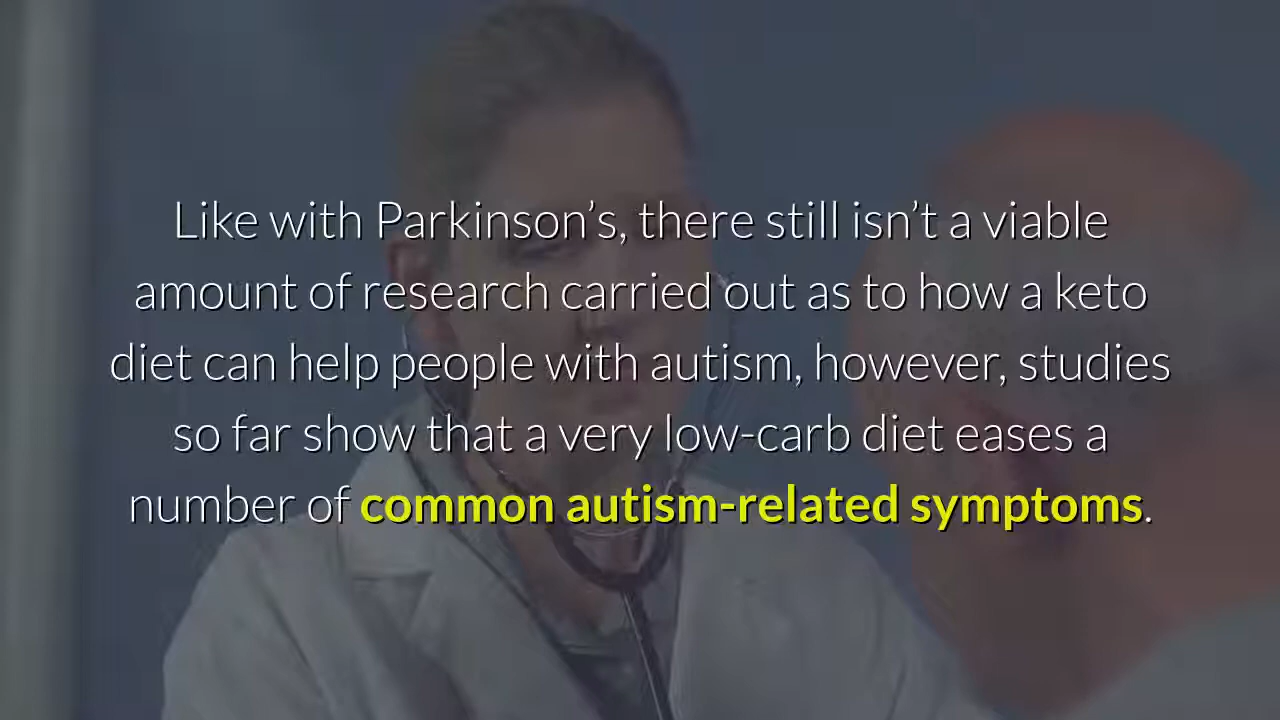 Like with Parkinson’s, there still isn’t a viable
amount of research carried out as to how a keto
diet can help people with autism, however, studies
so far show that a very low-carb diet eases a
number of common autism-related symptoms.